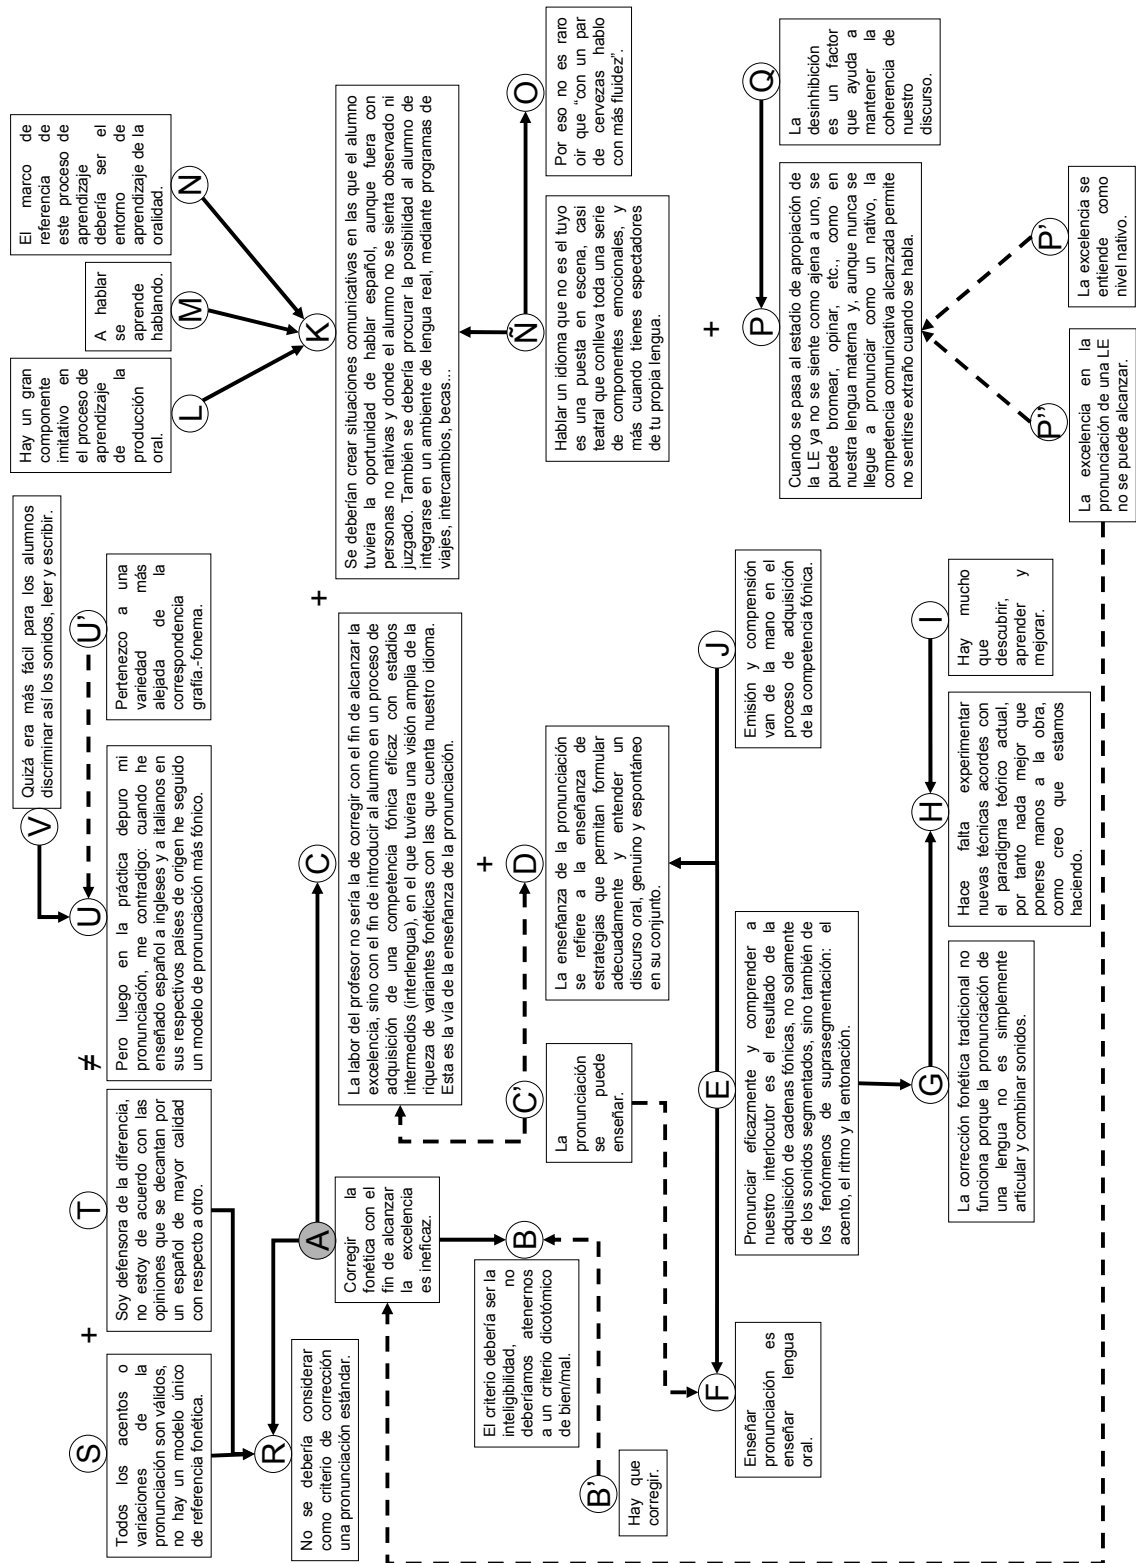 Hay un gran
componente
imitativo en
el proceso de
aprendizaje
de la
producción
oral.
L
A hablar
se
aprende
hablando.
M
El marco de
referencia de
este proceso de
aprendizaje
debería ser el
entorno de
aprendizaje de la
oralidad.
N
K
Se deberían crear situaciones comunicativas en las que el alumno
tuviera la oportunidad de hablar español, aunque fuera con
personas no nativas y donde el alumno no se sienta observado ni
juzgado. También se debería procurar la posibilidad al alumno de
integrarse en un ambiente de lengua real, mediante programas de
viajes, intercambios, becas...
Ñ
Hablar un idioma que no es el tuyo
es una puesta en escena, casi
teatral que conlleva toda una serie
de componentes emocionales, y
más cuando tienes espectadores
de tu propia lengua.
O
Por eso no es raro
oir que “con un par
de cervezas hablo
con más fluidez”.
+
P
Cuando se pasa al estadio de apropiación de
la LE ya no se siente como ajena a uno, se
puede bromear, opinar, etc., como en
nuestra lengua materna y, aunque nunca se
llegue a pronunciar como un nativo, la
competencia comunicativa alcanzada permite
no sentirse extraño cuando se habla.
Q
La
desinhibición
es un factor
que ayuda a
mantener la
coherencia de
nuestro
discurso.
P''
La excelencia en la
pronunciación de una LE
no se puede alcanzar.
P'
La excelencia se
entiende como
nivel nativo.
V
Quizá era más fácil para los alumnos
discriminar así los sonidos, leer y escribir.
U
Pero luego en la práctica depuro mi
pronunciación, me contradigo: cuando he
enseñado español a ingleses y a italianos en
sus respectivos países de origen he seguido
un modelo de pronunciación más fónico.
U'
Pertenezco a una
variedad más
alejada de la
correspondencia
grafía.-fonema.
≠
+
C
La labor del profesor no sería la de corregir con el fin de alcanzar la
excelencia, sino con el fin de introducir al alumno en un proceso de
adquisición de una competencia fónica eficaz con estadios
intermedios (interlengua), en el que tuviera una visión amplia de la
riqueza de variantes fonéticas con las que cuenta nuestro idioma.
Esta es la vía de la enseñanza de la pronunciación.
+
D
La enseñanza de la pronunciación
se refiere a la enseñanza de
estrategias que permitan formular
adecuadamente y entender un
discurso oral, genuino y espontáneo
en su conjunto.
C'
La
pronunciación
se puede
enseñar.
J
Emisión y comprensión
van de la mano en el
proceso de adquisición
de la competencia fónica.
E
Pronunciar eficazmente y comprender a
nuestro interlocutor es el resultado de la
adquisición de cadenas fónicas, no solamente
de los sonidos segmentados, sino también de
los fenómenos de suprasegmentación: el
acento, el ritmo y la entonación.
G
La corrección fonética tradicional no
funciona porque la pronunciación de
una lengua no es simplemente
articular y combinar sonidos.
H
Hace falta experimentar
nuevas técnicas acordes con
el paradigma teórico actual,
por tanto nada mejor que
ponerse manos a la obra,
como creo que estamos
haciendo.
I
Hay mucho
que
descubrir,
aprender y
mejorar.
S
Todos los acentos o
variaciones de la
pronunciación son válidos,
no hay un modelo único
de referencia fonética.
+
T
Soy defensora de la diferencia,
no estoy de acuerdo con las
opiniones que se decantan por
un español de mayor calidad
con respecto a otro.
R
No se debería considerar
como criterio de corrección
una pronunciación estándar.
A
Corregir la
fonética con el
fin de alcanzar
la excelencia
es ineficaz.
B
El criterio debería ser la
inteligibilidad, no
deberíamos atenernos
a un criterio dicotómico
de bien/mal.
B'
Hay que
corregir.
F
Enseñar
pronunciación es
enseñar lengua
oral.